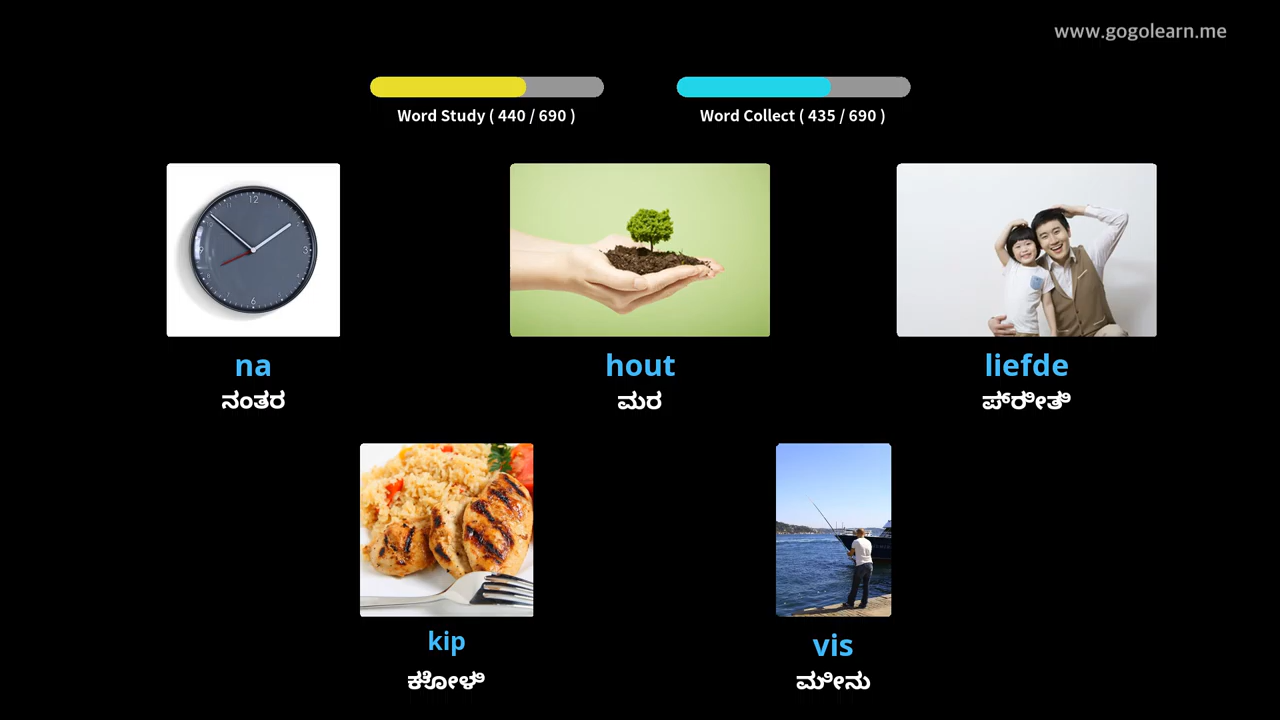 www.gogolearn.me
Word Study ( 440 / 690 )
Word Collect ( 435 / 690 )
na
ನಂತರ
hout
ಮರ
liefde
ಪ್ರೀತಿ
kip
ಕೋಳಿ
vis
ಮೀನು